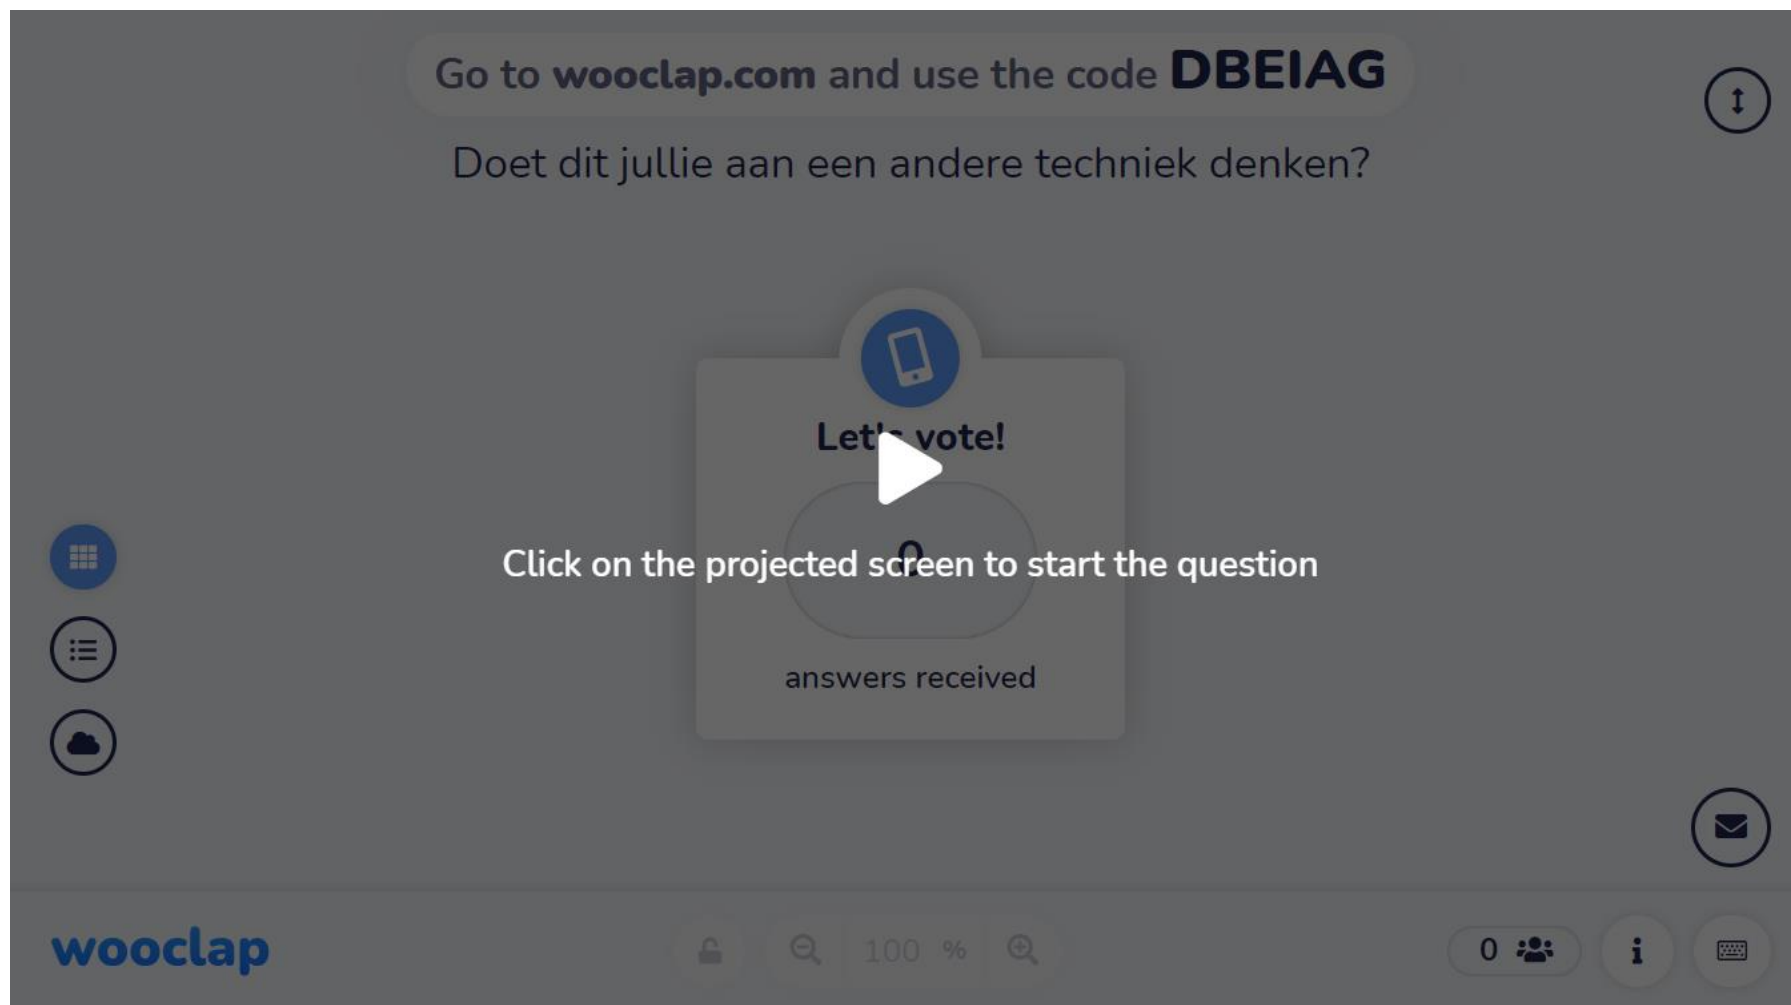 Go to wooclap.com and use the code DBEIAG
Doet dit jullie aan een andere techniek denken?
Let's vote!
0
Click on the projected screen to start the question
answers received
wooclap
100 %
0
i